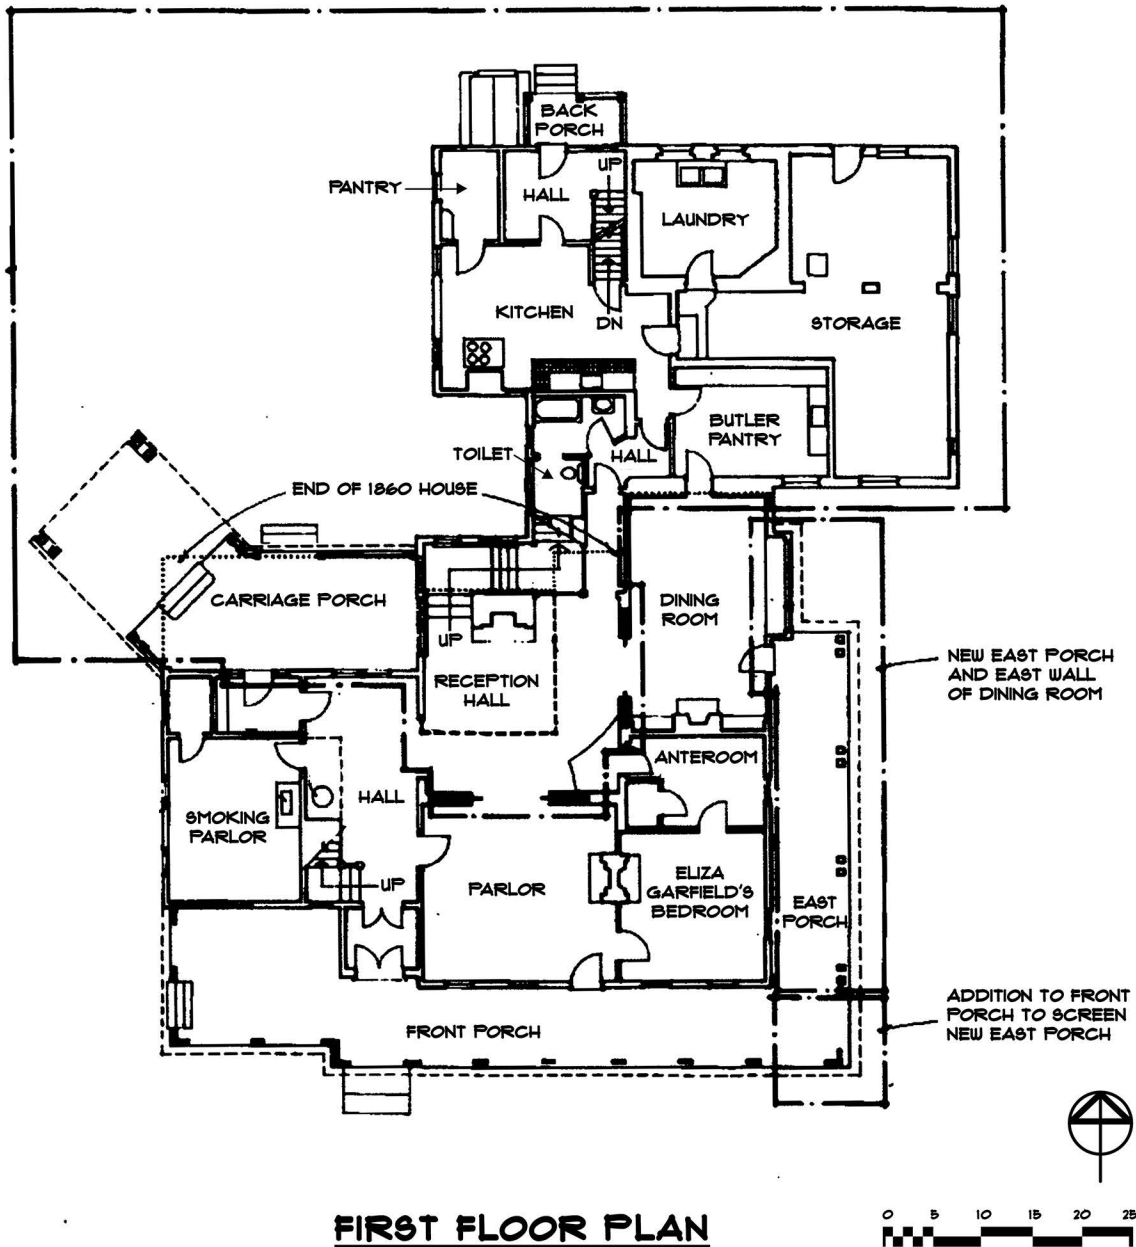 BACK
PORCH
UP
PANTRY
HALL
LAUNDRY
KITCHEN
DN
STORAGE
BUTLER
PANTRY
TOILET
HALL
END OF 1860 HOUSE
CARRIAGE PORCH
DINING
ROOM
UP
RECEPTION
HALL
NEW EAST PORCH
AND EAST WALL
OF DINING ROOM
ANTEROOM
HALL
SMOKING
PARLOR
UP
PARLOR
ELIZA
GARFIELD'S
BEDROOM
EAST
PORCH
FRONT PORCH
ADDITION TO FRONT
PORCH TO SCREEN
NEW EAST PORCH
FIRST FLOOR PLAN
0 5 10 15 20 25